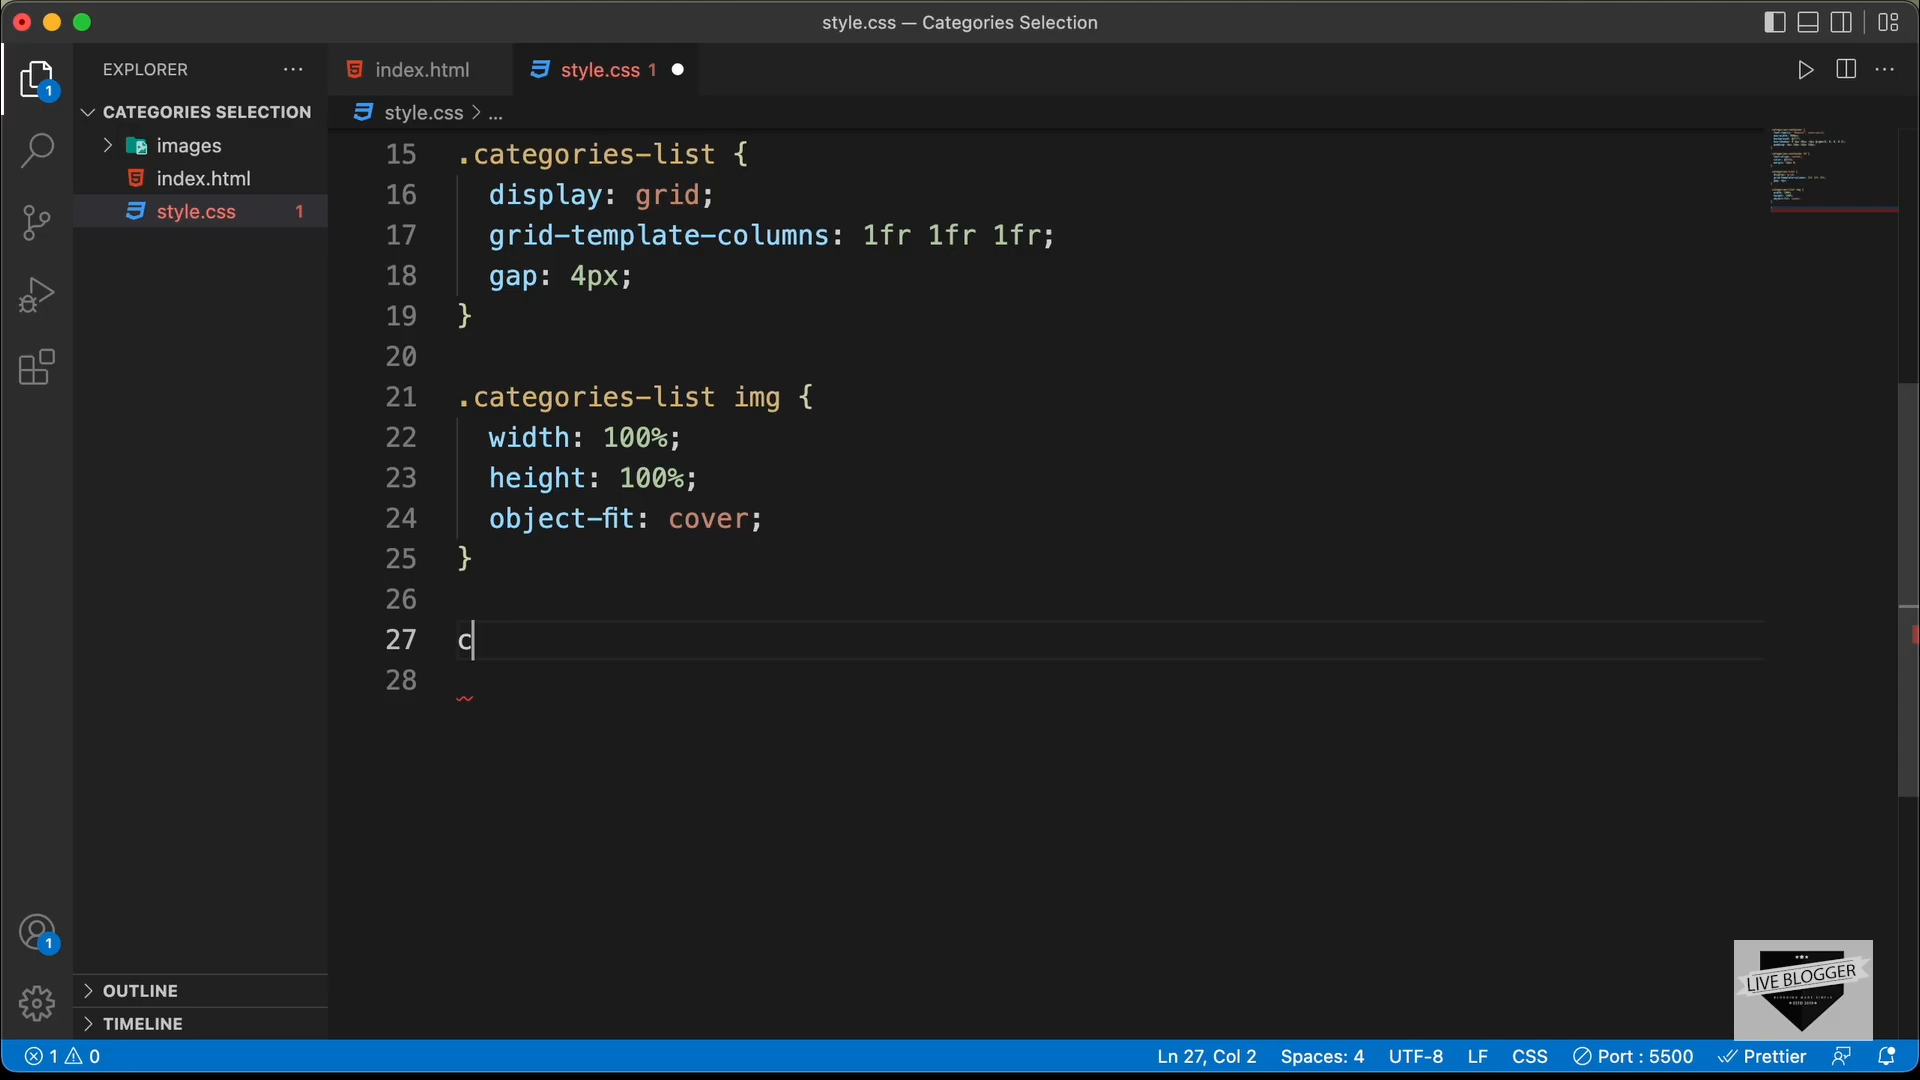 style.css — Categories Selection
EXPLORER
index.html
style.css 1
1
CATEGORIES SELECTION
style.css > ...
images
index.html
style.css 1
15 .categories-list {
16 display: grid;
17 grid-template-columns: 1fr 1fr 1fr;
18 gap: 4px;
19 }
20
21 .categories-list img {
22 width: 100%;
23 height: 100%;
24 object-fit: cover;
25 }
26
27 c
28
1
OUTLINE
TIMELINE
LIVE BLOGGER
1 0
Ln 27, Col 2 Spaces: 4 UTF-8 LF CSS Port : 5500 Prettier